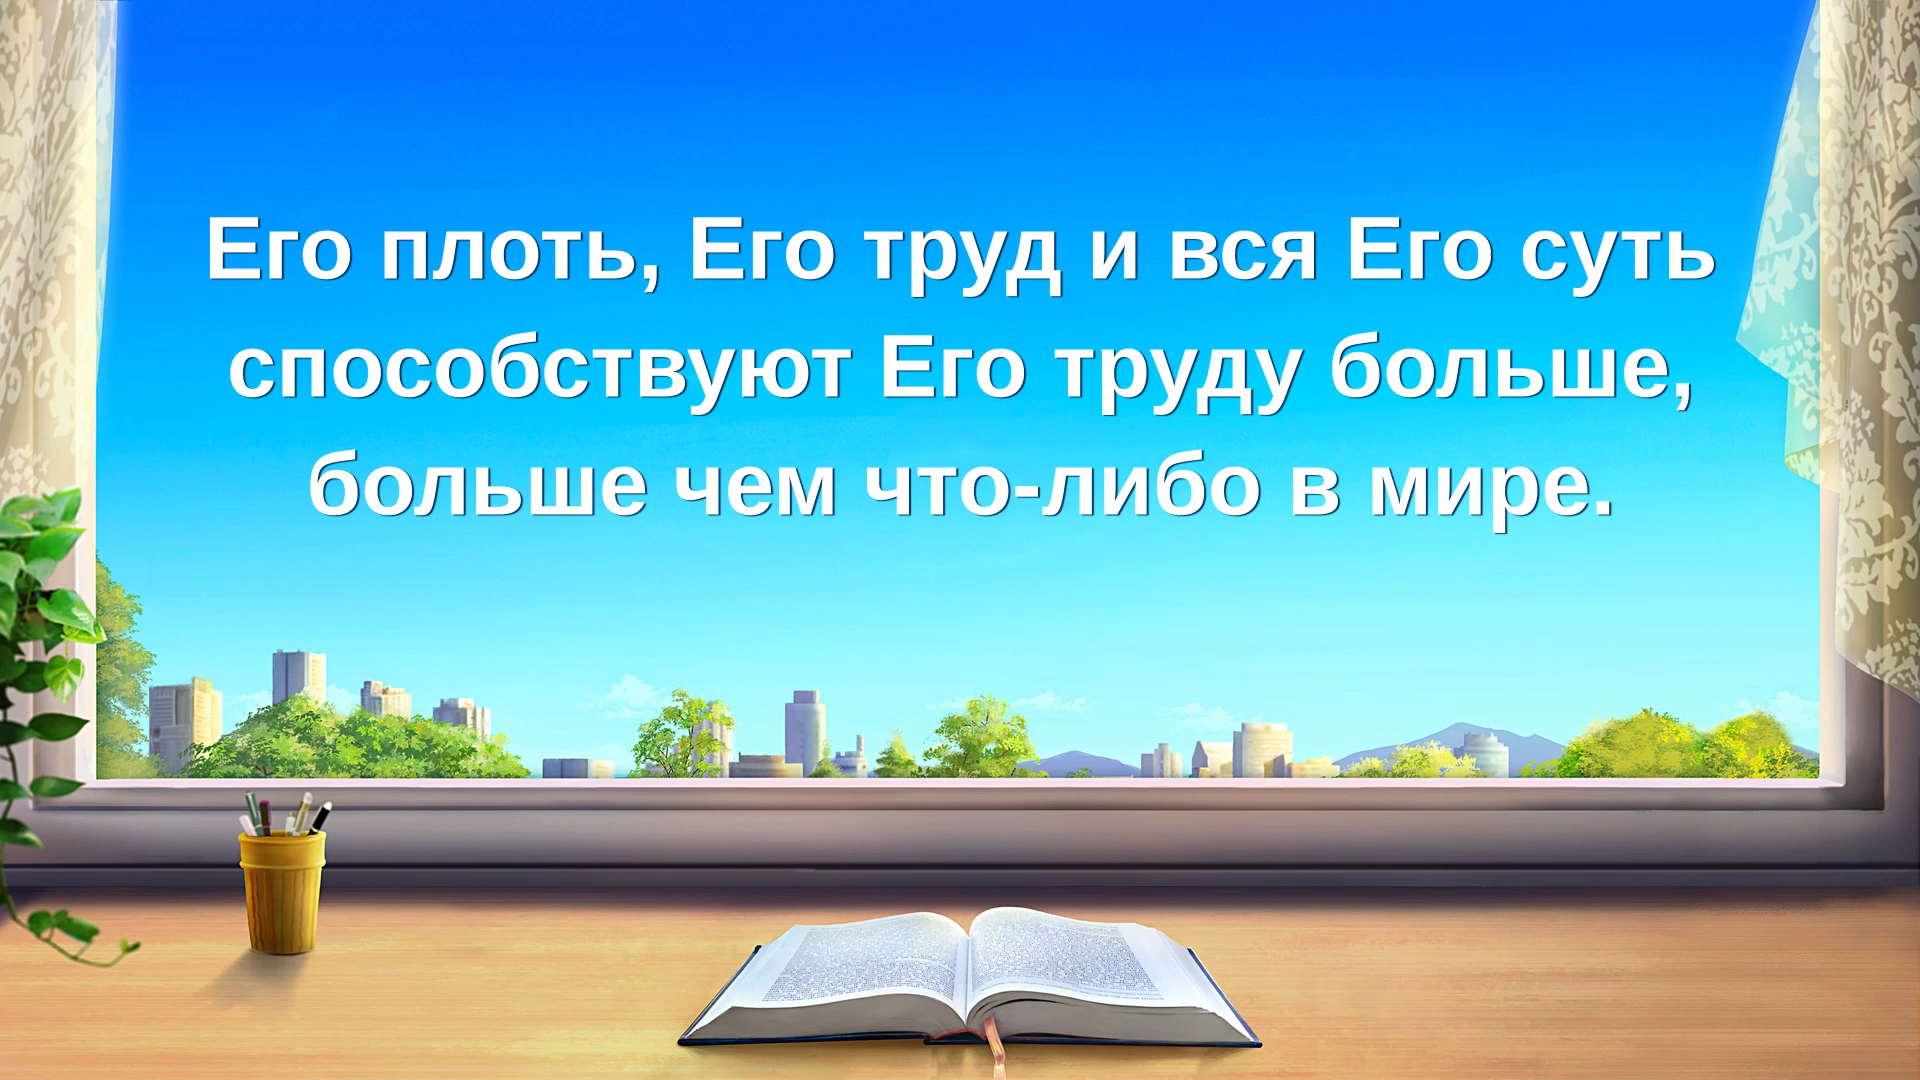 Его плоть, Его труд и вся Его суть
способствуют Его труду больше,
больше чем что-либо в мире.